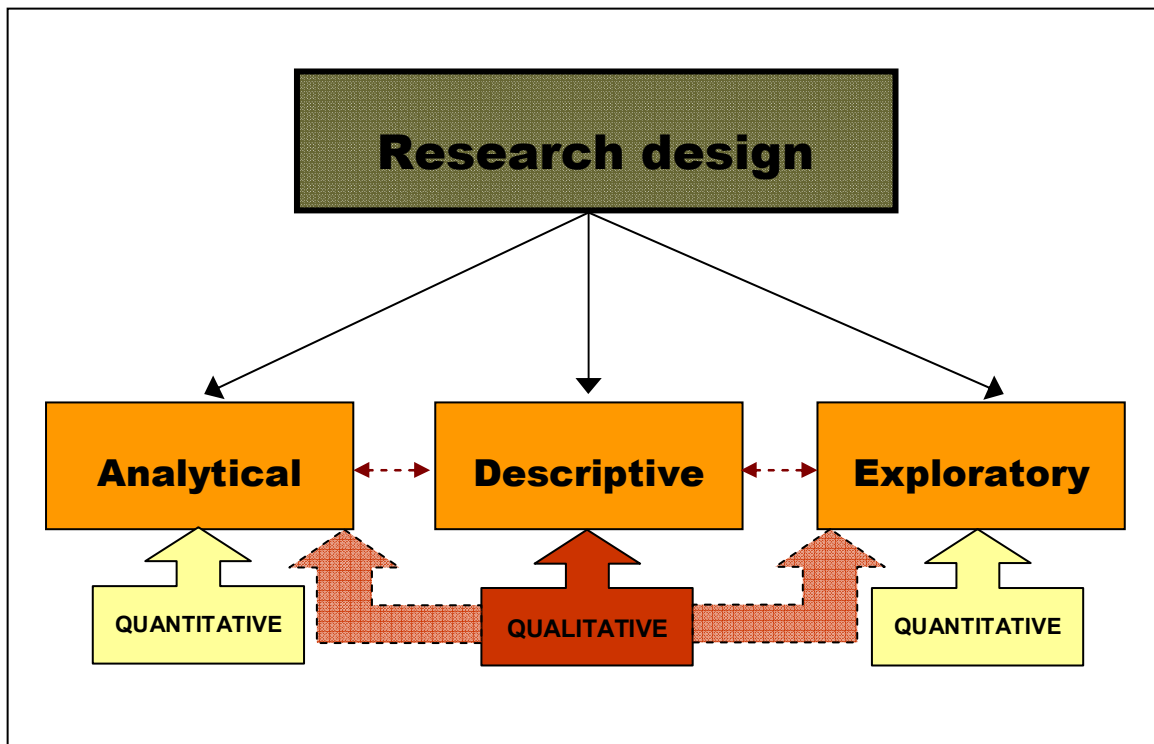 Research design
Analytical
Descriptive
Exploratory
QUANTITATIVE
QUALITATIVE
QUANTITATIVE